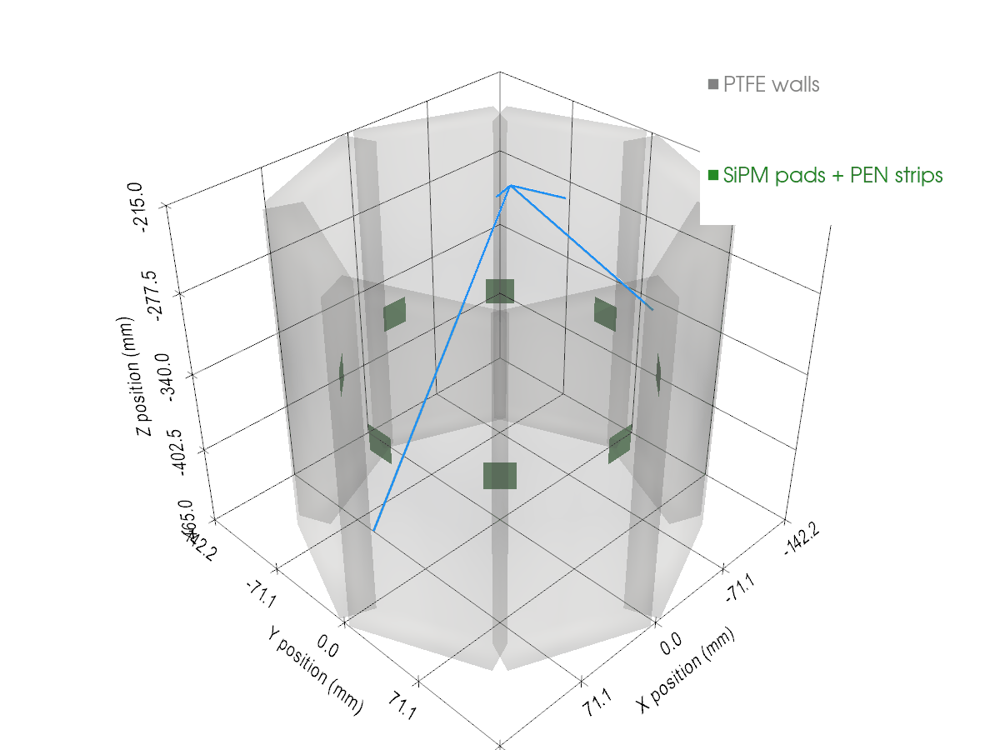 PTFE walls
SiPM pads + PEN strips
-215.0
-277.5
-340.0
-402.5
Z position (mm)
-142.2
-71.1
0.0
71.1
Y position (mm)
-142.2
-71.1
0.0
71.1
X position (mm)